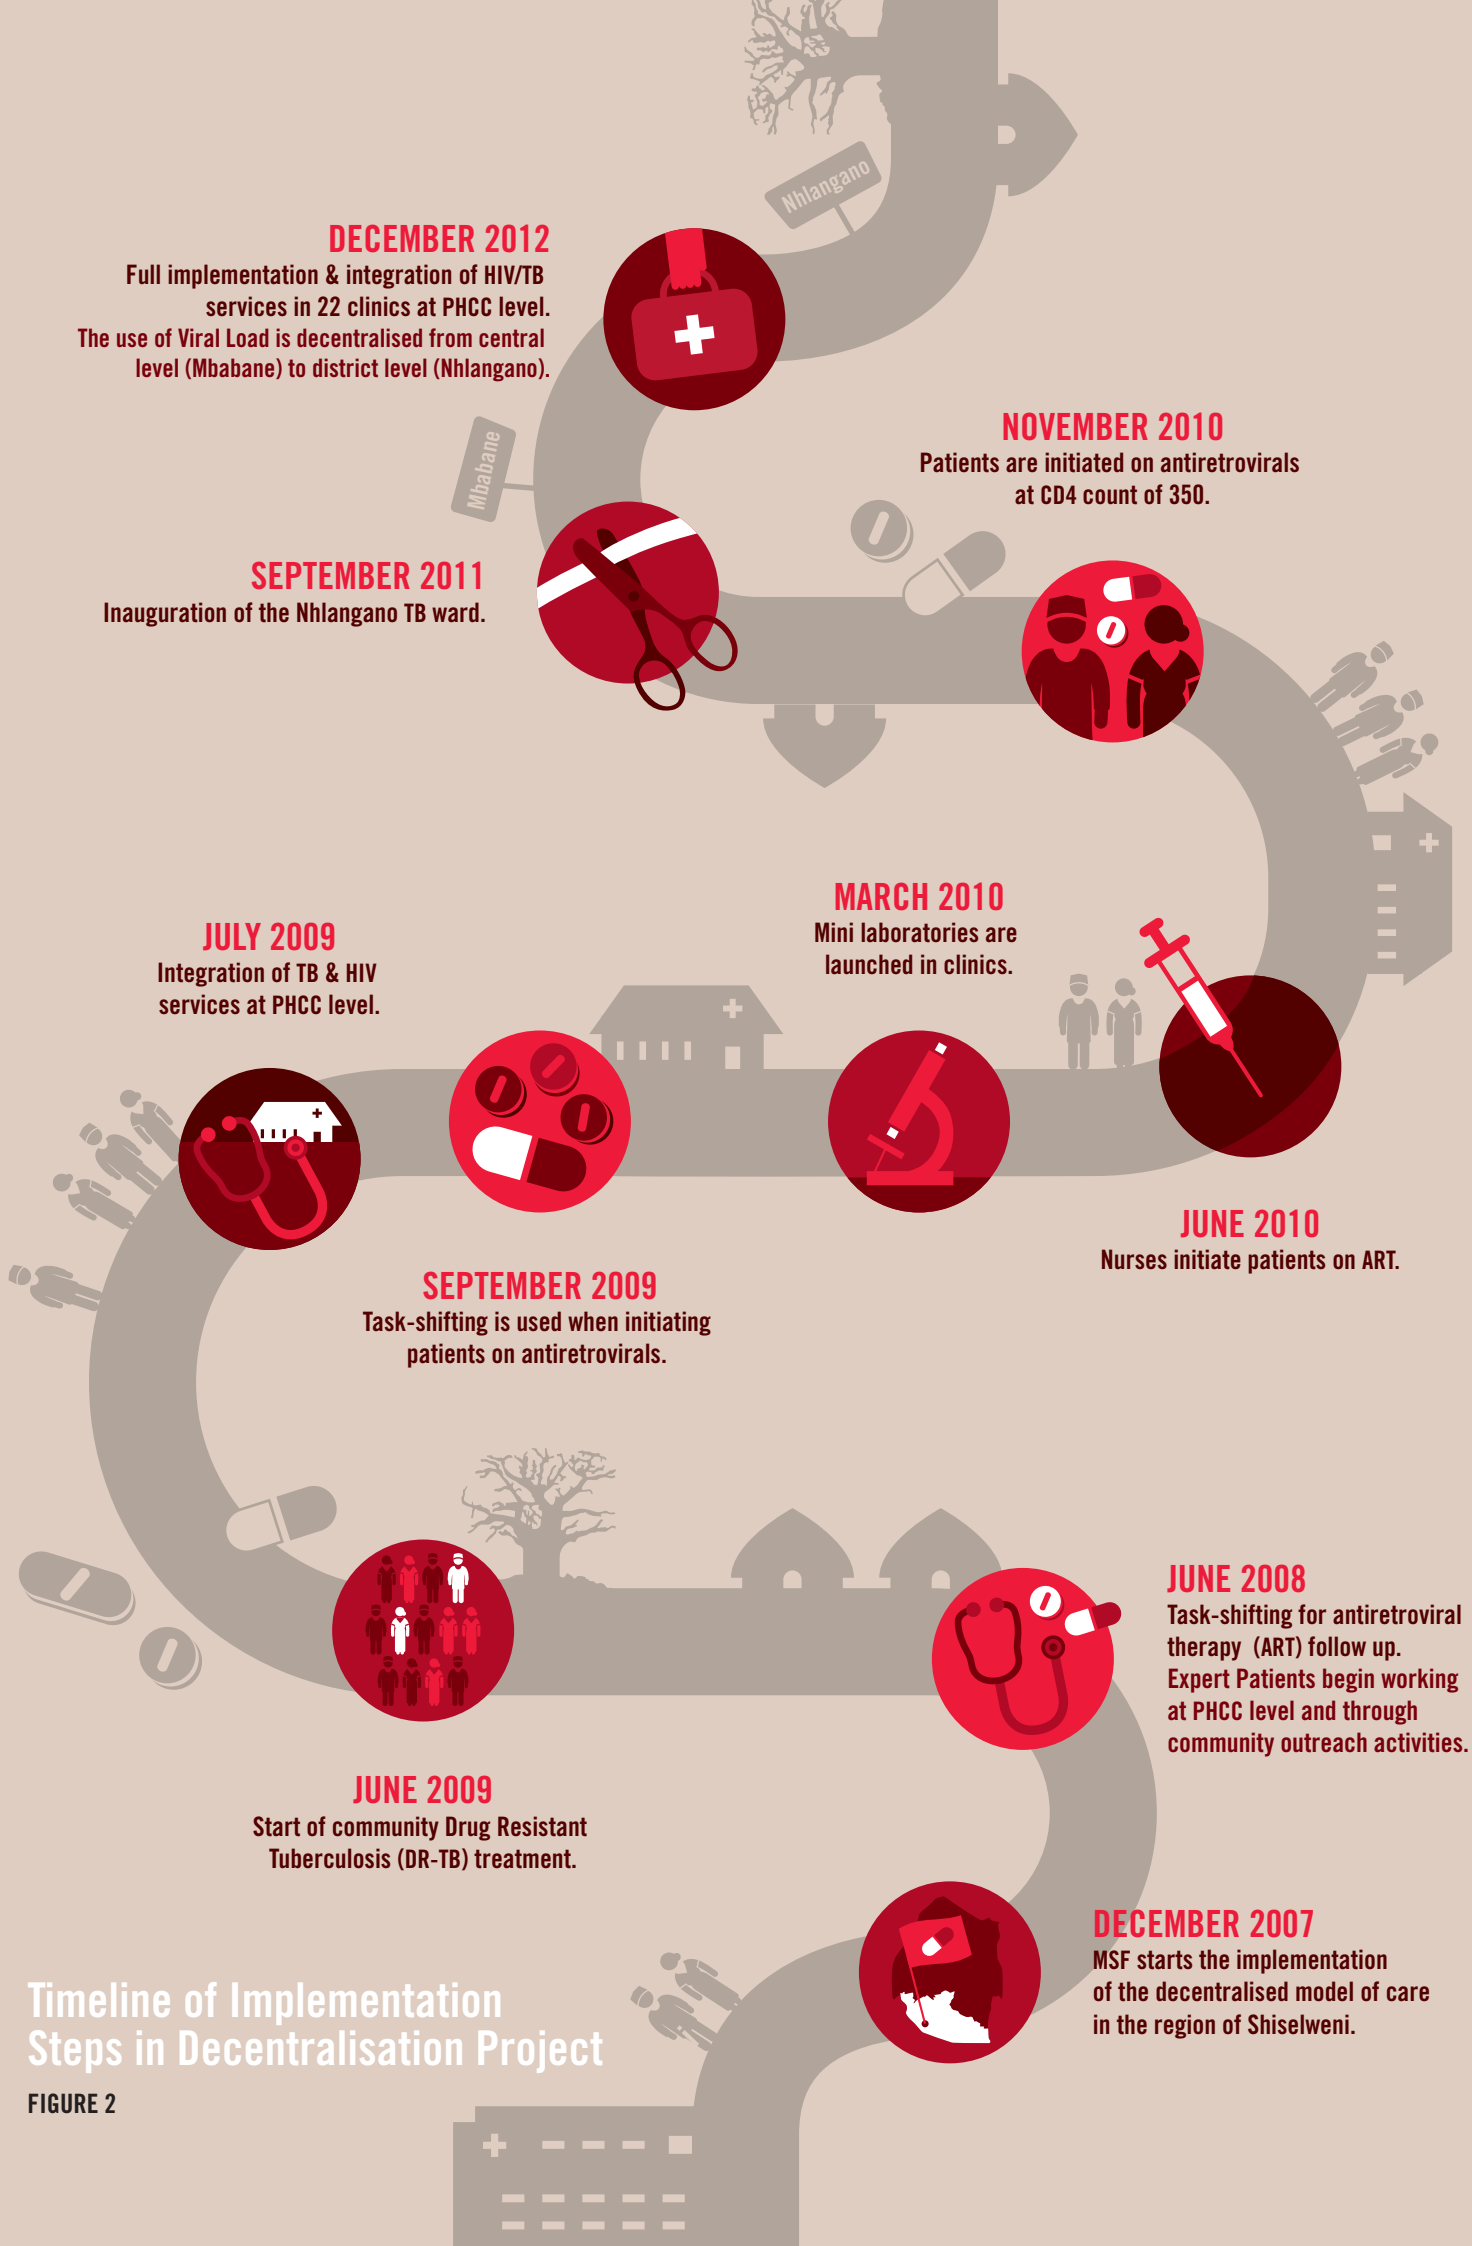 Nhlangano
DECEMBER 2012
Full implementation & integration of HIV/TB
services in 22 clinics at PHCC level.
The use of Viral Load is decentralised from central
level (Mbabane) to district level (Nhlangano).
NOVEMBER 2010
Patients are initiated on antiretrovirals
at CD4 count of 350.
Mbabane
SEPTEMBER 2011
Inauguration of the Nhlangano TB ward.
MARCH 2010
Mini laboratories are
launched in clinics.
JULY 2009
Integration of TB & HIV
services at PHCC level.
JUNE 2010
Nurses initiate patients on ART.
SEPTEMBER 2009
Task-shifting is used when initiating
patients on antiretrovirals.
JUNE 2008
Task-shifting for antiretroviral
therapy (ART) follow up.
Expert Patients begin working
at PHCC level and through
community outreach activities.
JUNE 2009
Start of community Drug Resistant
Tuberculosis (DR-TB) treatment.
DECEMBER 2007
MSF starts the implementation
of the decentralised model of care
in the region of Shiselweni.
Timeline of Implementation
Steps in Decentralisation Project
FIGURE 2